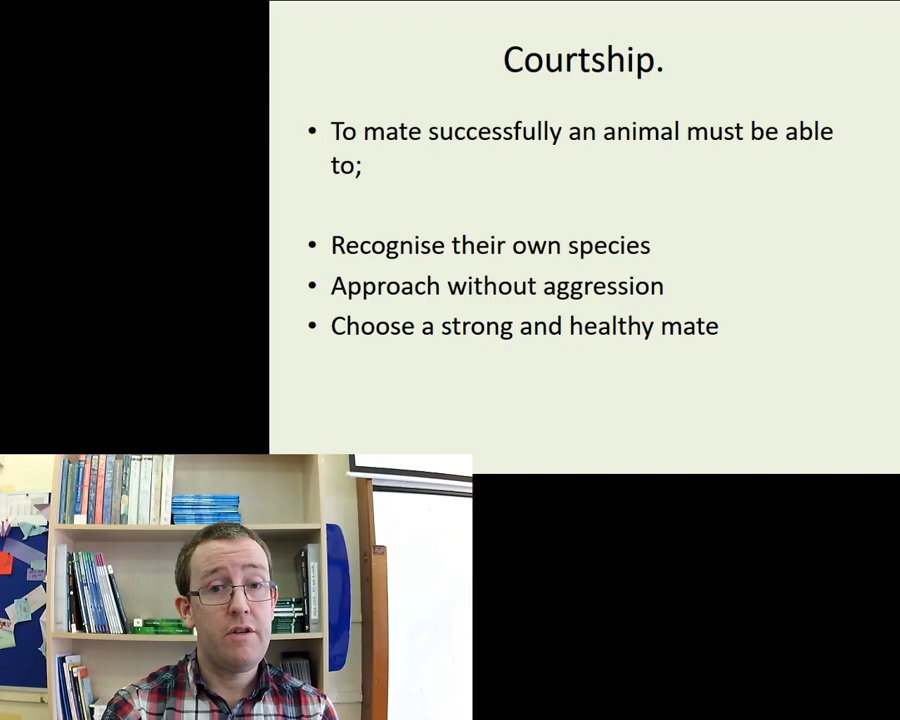 Courtship.
• To mate successfully an animal must be able
to;
• Recognise their own species
• Approach without aggression
• Choose a strong and healthy mate